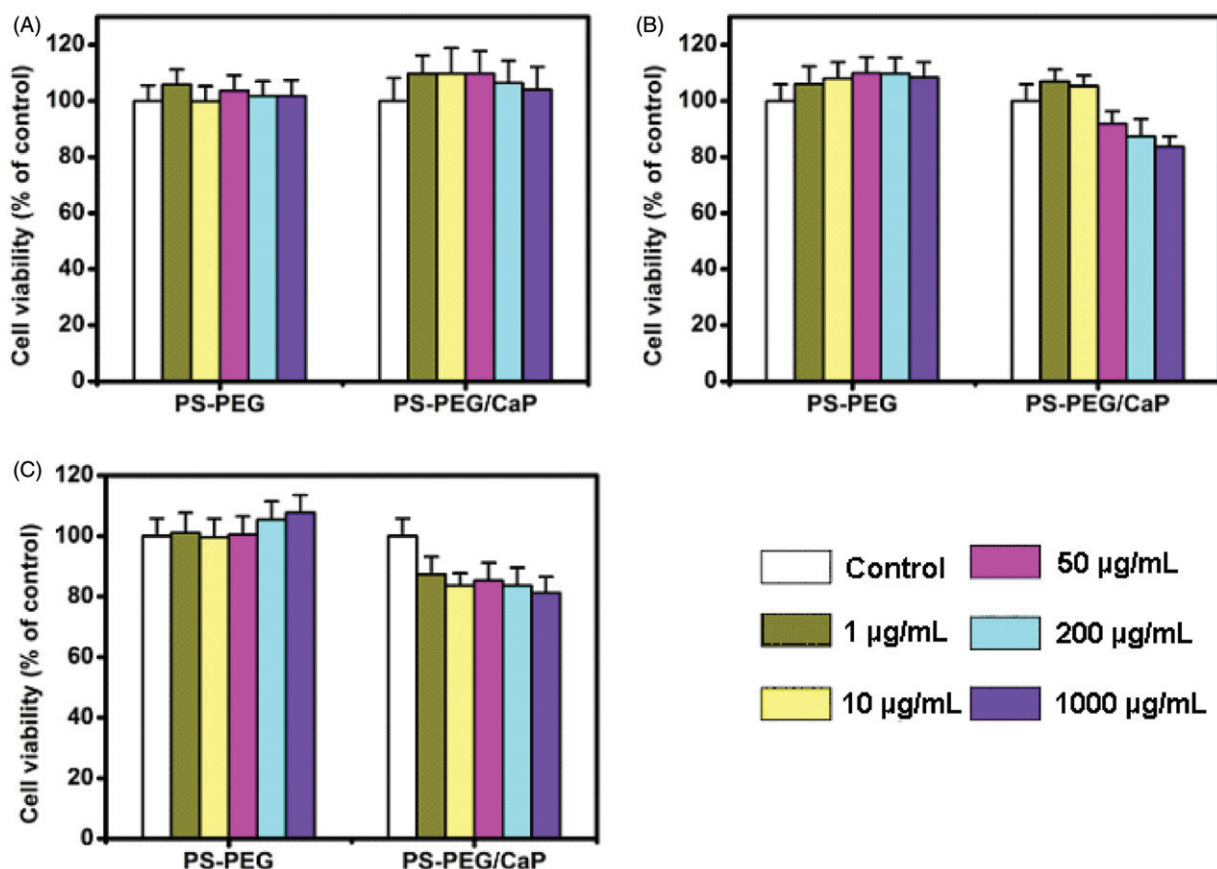 (A)
120
100
80
60
40
20
0
Cell viability (% of control)
PS-PEG
PS-PEG/CaP
(B)
120
100
80
60
40
20
0
Cell viability (% of control)
PS-PEG
PS-PEG/CaP
(C)
120
100
80
60
40
20
0
Cell viability (% of control)
PS-PEG
PS-PEG/CaP
Control
50 µg/mL
1 µg/mL
200 µg/mL
10 µg/mL
1000 µg/mL